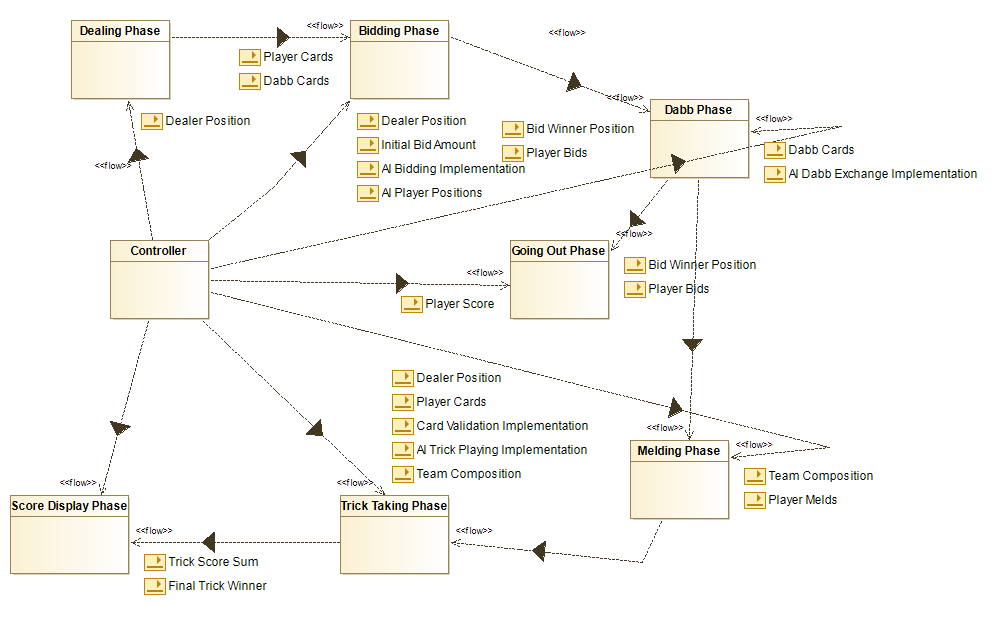 Dealing Phase
<<flow>>
Bidding Phase
<<flow>>
Player Cards
Dabb Cards
<<flow>>
Dabb Phase
<<flow>>
Dealer Position
<<flow>>
Dealer Position
Initial Bid Amount
AI Bidding Implementation
AI Player Positions
Bid Winner Position
Player Bids
Dabb Cards
AI Dabb Exchange Implementation
<<flow>>
Controller
Going Out Phase
<<flow>>
Player Score
Bid Winner Position
Player Bids
Dealer Position
Player Cards
Card Validation Implementation
AI Trick Playing Implementation
Team Composition
<<flow>>
Melding Phase
<<flow>>
Team Composition
Player Melds
<<flow>>
Score Display Phase
<<flow>>
Trick Taking Phase
<<flow>>
<<flow>>
Trick Score Sum
Final Trick Winner